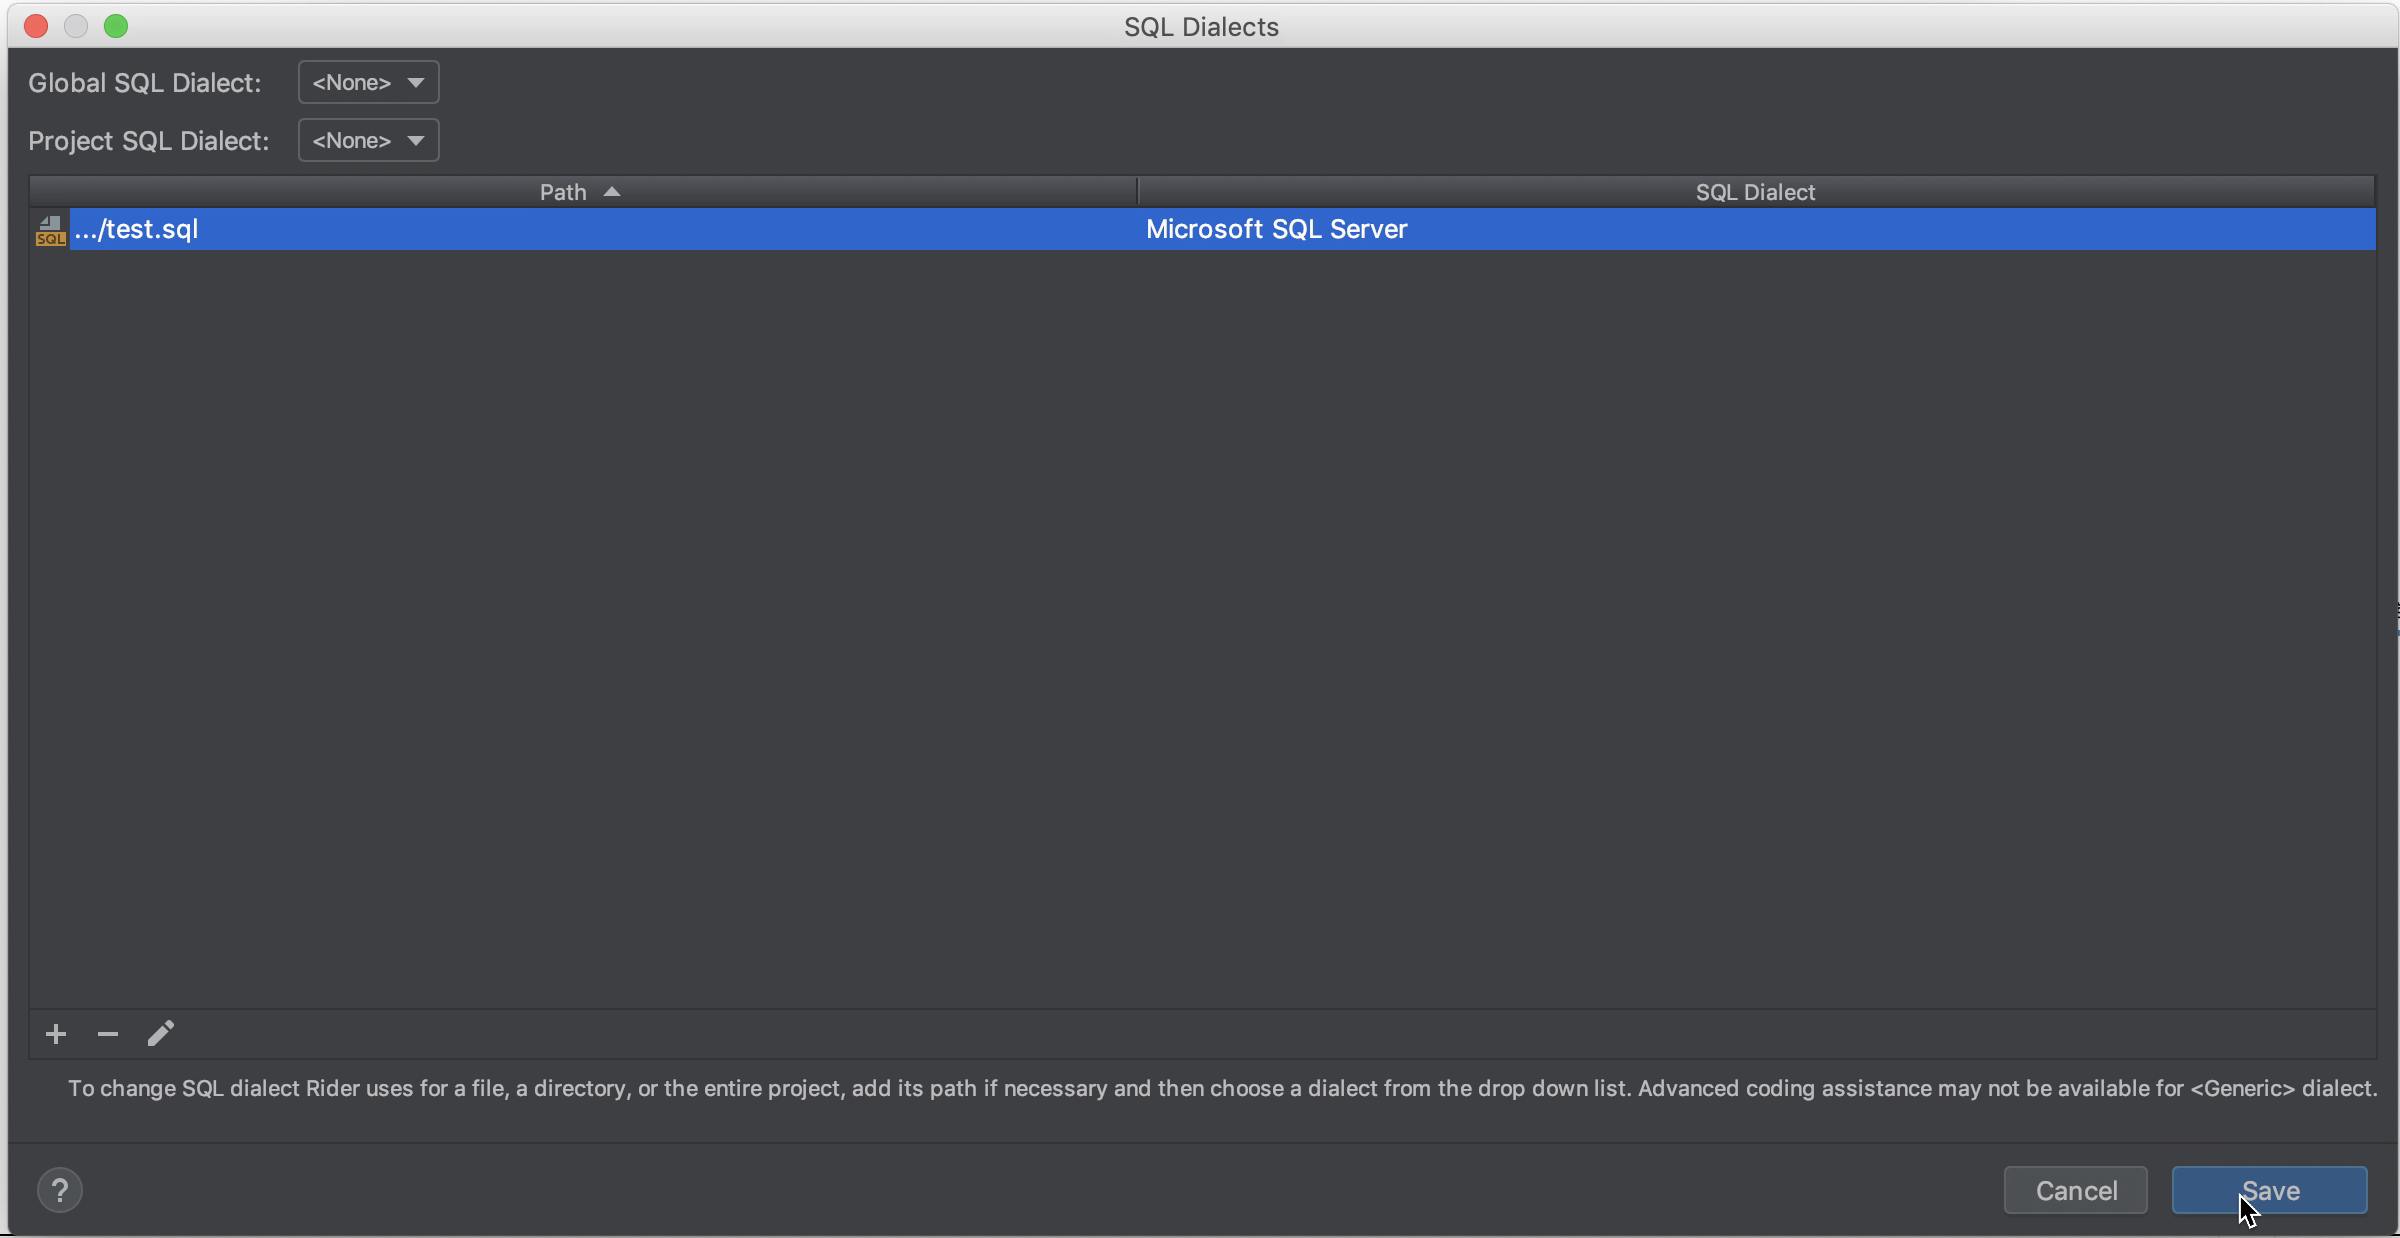 SQL Dialects
Global SQL Dialect: <None>
Project SQL Dialect: <None>
Path SQL Dialect
SQL .../test.sql Microsoft SQL Server
To change SQL dialect Rider uses for a file, a directory, or the entire project, add its path if necessary and then choose a dialect from the drop down list. Advanced coding assistance may not be available for <Generic> dialect.
? Cancel Save